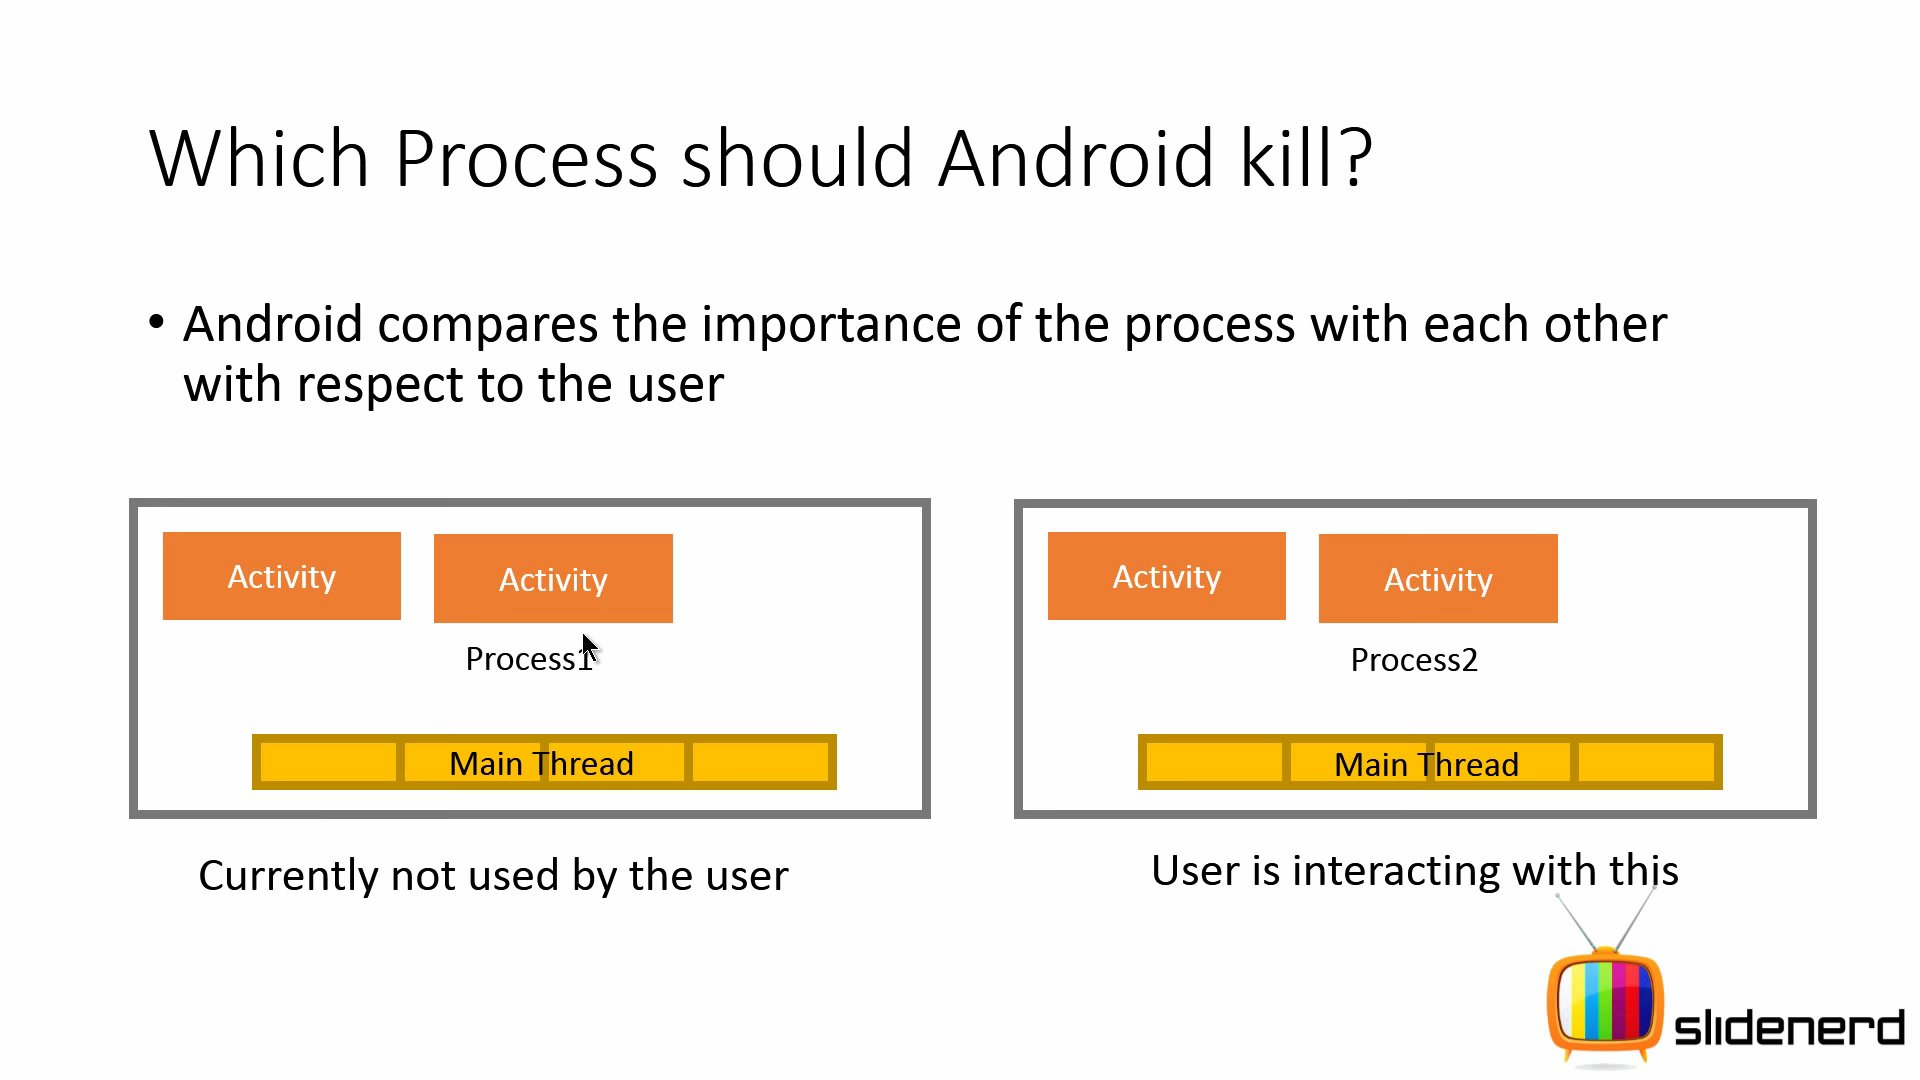 Which Process should Android kill?
• Android compares the importance of the process with each other
with respect to the user
Activity
Activity
Process1
Main Thread
Currently not used by the user
Activity
Activity
Process2
Main Thread
User is interacting with this
slidenerd